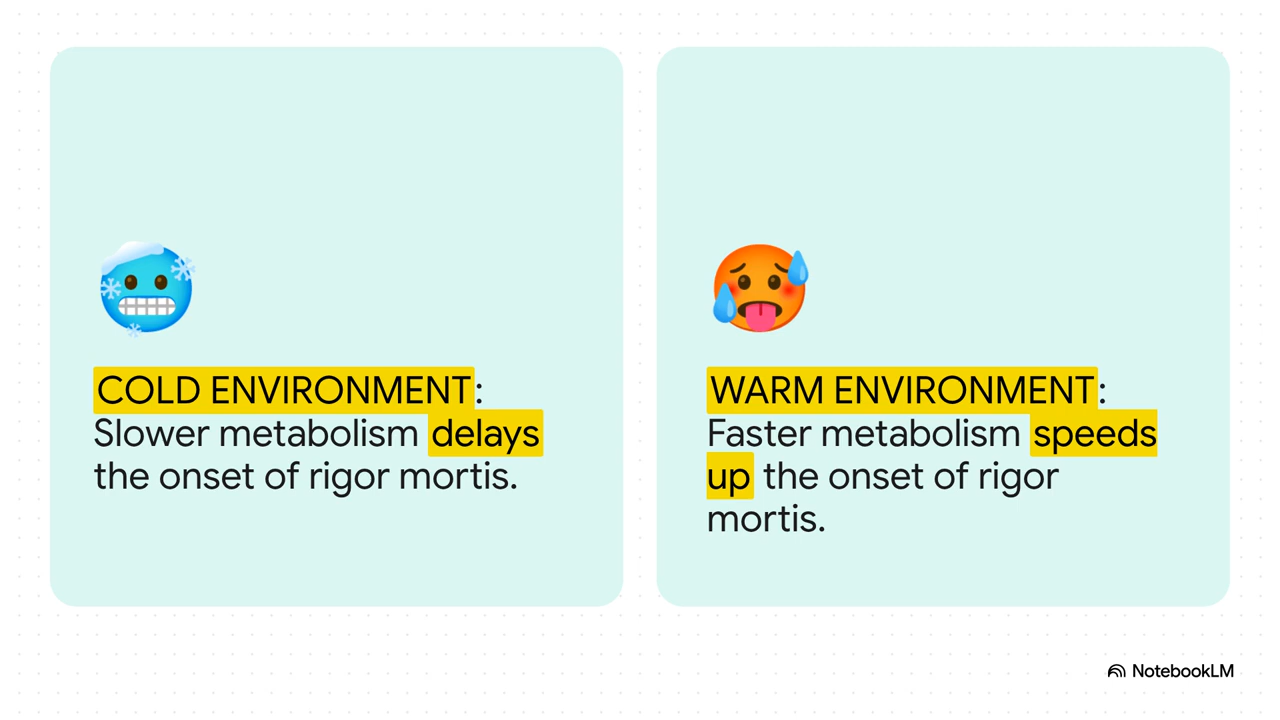 COLD ENVIRONMENT:
Slower metabolism delays
the onset of rigor mortis.
WARM ENVIRONMENT:
Faster metabolism speeds
up the onset of rigor
mortis.
NotebookLM